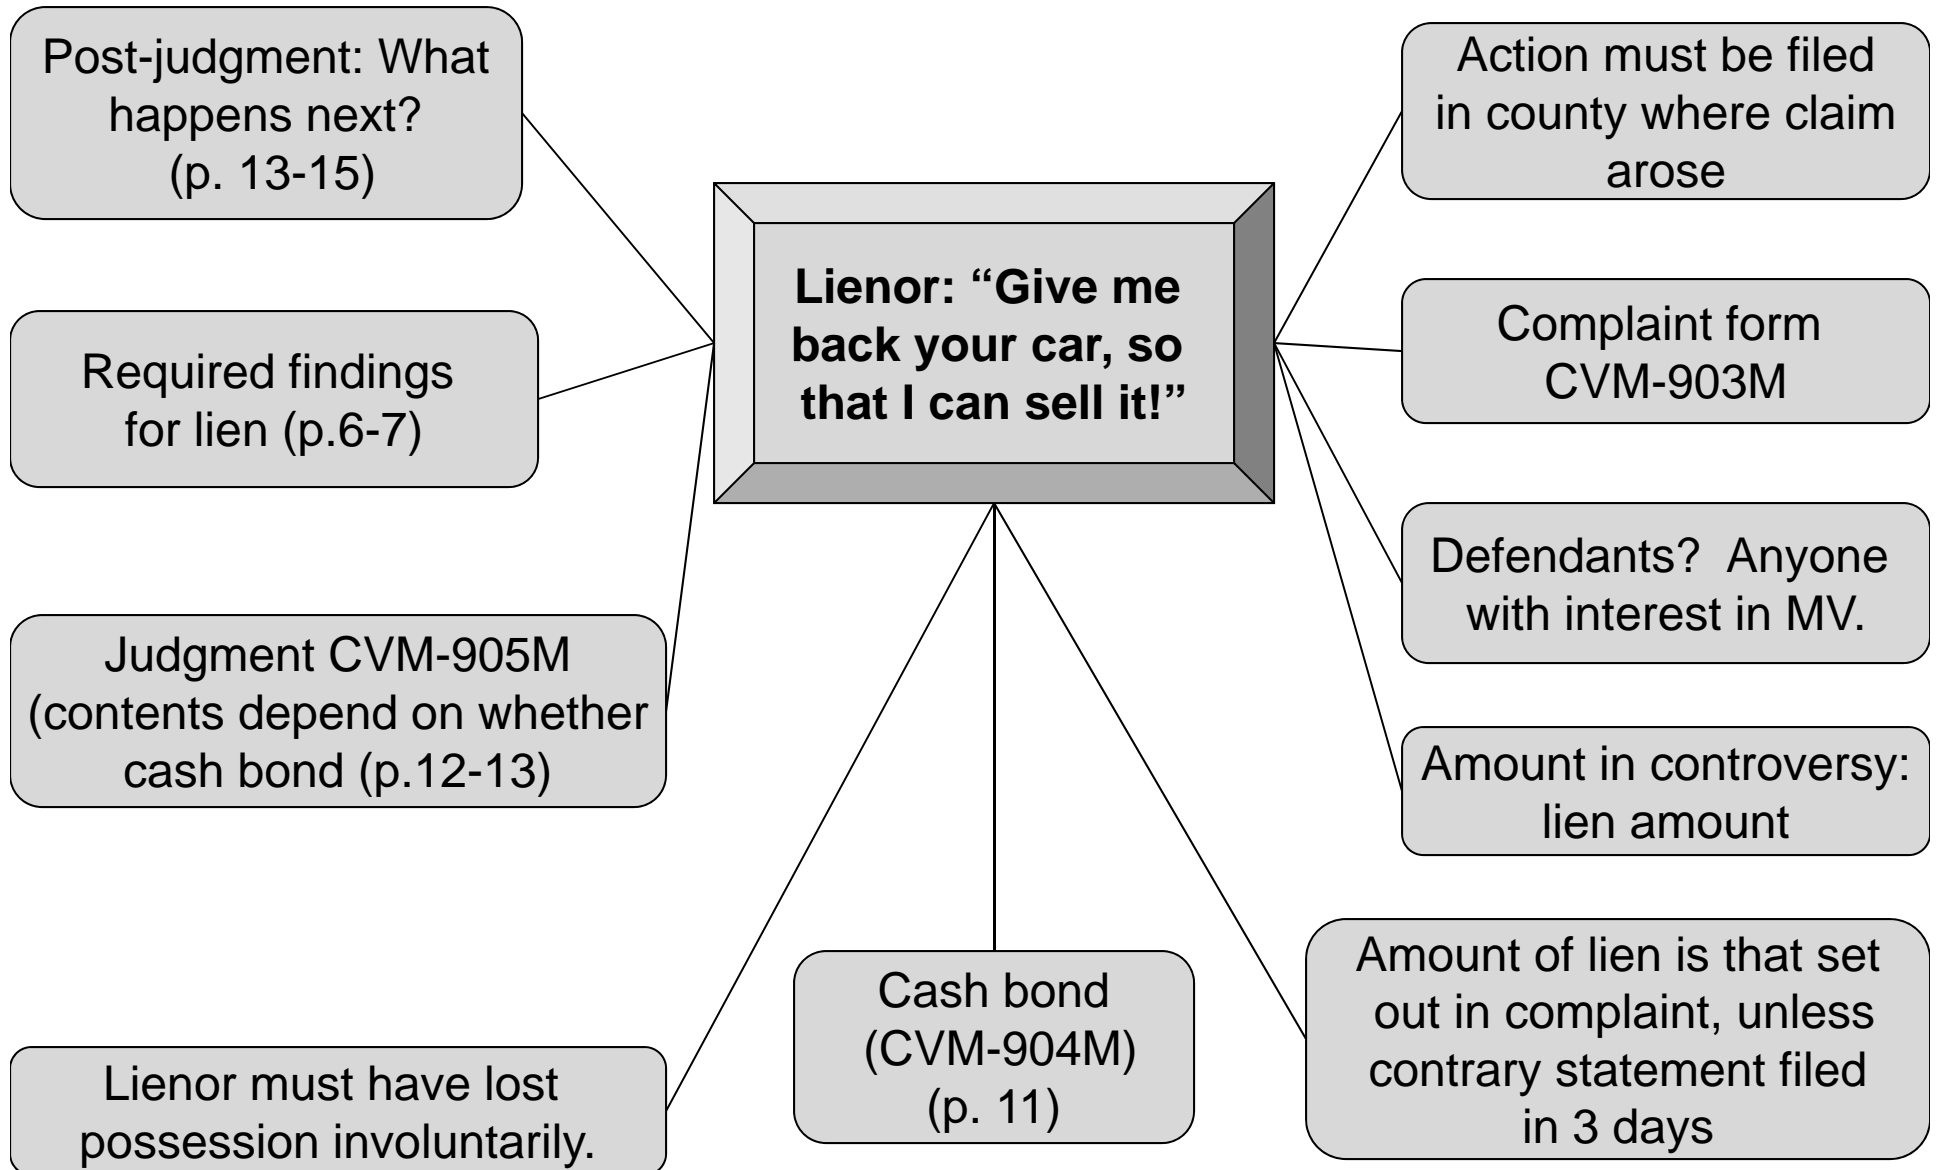 Post-judgment: What
happens next?
(p. 13-15)
Required findings
for lien (p.6-7)
Judgment CVM-905M
(contents depend on whether
cash bond (p.12-13)
Lienor must have lost
possession involuntarily.
Lienor: “Give me
back your car, so
that I can sell it!”
Cash bond
(CVM-904M)
(p. 11)
Action must be filed
in county where claim
arose
Complaint form
CVM-903M
Defendants? Anyone
with interest in MV.
Amount in controversy:
lien amount
Amount of lien is that set
out in complaint, unless
contrary statement filed
in 3 days